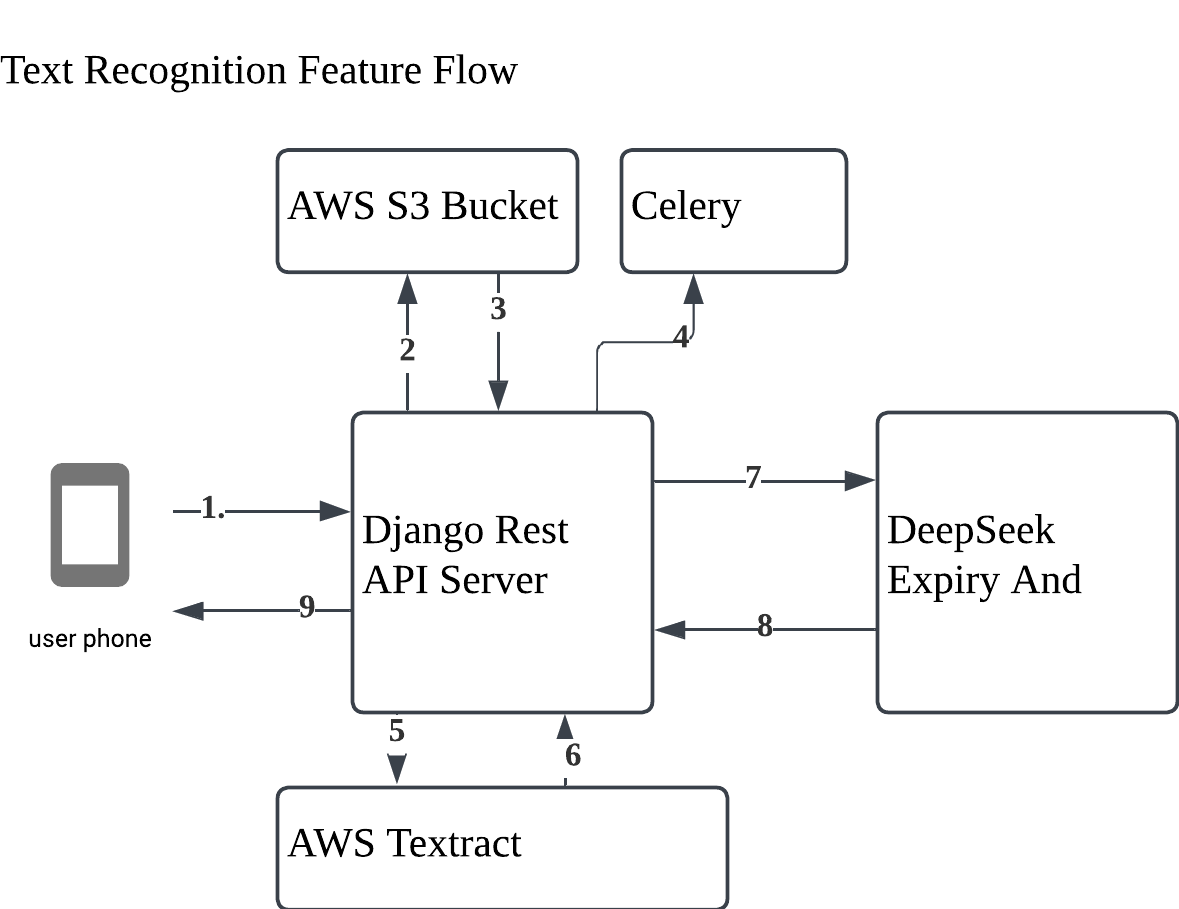 Text Recognition Feature Flow
AWS S3 Bucket
Celery
3
4
2
7
1.
Django Rest
API Server
DeepSeek
Expiry And
9
8
user phone
5
6
AWS Textract